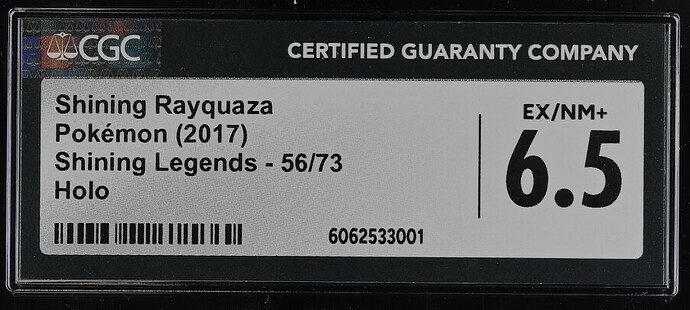 CGC
CERTIFIED GUARANTY COMPANY
Shining Rayquaza
Pokémon (2017)
Shining Legends - 56/73
Holo
6062533001
EX/NM+
6.5